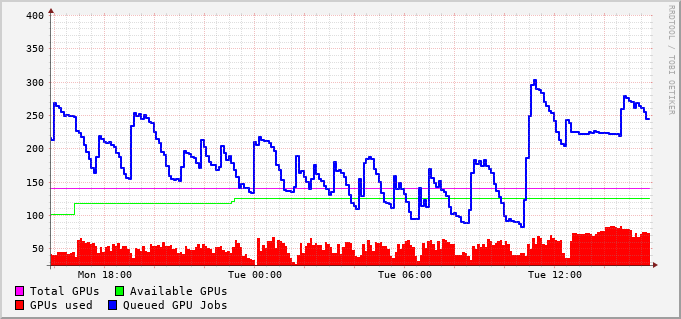 400
350
300
250
200
150
100
50
Mon 18:00 Tue 00:00 Tue 06:00 Tue 12:00
Total GPUs Available GPUs
GPUs used Queued GPU Jobs
RRDTOOL / TOBI OETIKER